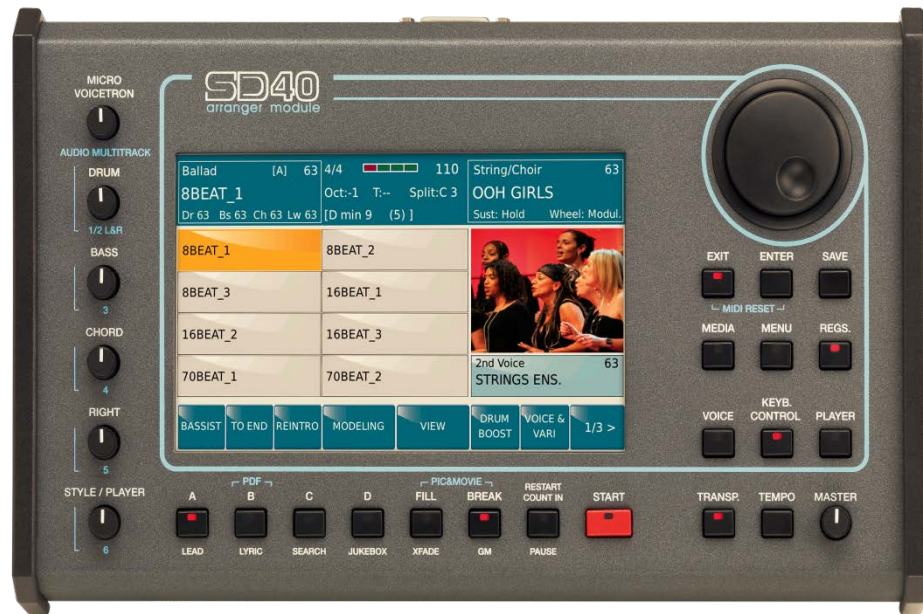 MICRO
VOICETRON
AUDIO MULTITRACK
DRUM
1/2 L&R
BASS
3
CHORD
4
RIGHT
5
STYLE / PLAYER
6
SD40
arranger module
Ballad [A] 63
8BEAT_1
Dr 63 Bs 63 Ch 63 Lw 63
4/4 110
Oct:-1 T:-- Split:C 3
[D min 9 (5) ]
String/Choir 63
OOH GIRLS
Sust: Hold Wheel: Modul.
8BEAT_1 8BEAT_2
8BEAT_3 16BEAT_1
16BEAT_2 16BEAT_3
70BEAT_1 70BEAT_2
2nd Voice 63
STRINGS ENS.
BASSIST TO END REINTRO MODELING VIEW DRUM BOOST VOICE & VARI 1/3 >
EXIT ENTER SAVE
MIDI RESET
MEDIA MENU REGS.
VOICE KEYB. CONTROL PLAYER
TRANSP. TEMPO MASTER
PDF PIC&MOVIE
A B C D FILL BREAK RESTART COUNT IN START
LEAD LYRIC SEARCH JUKEBOX XFADE GM PAUSE